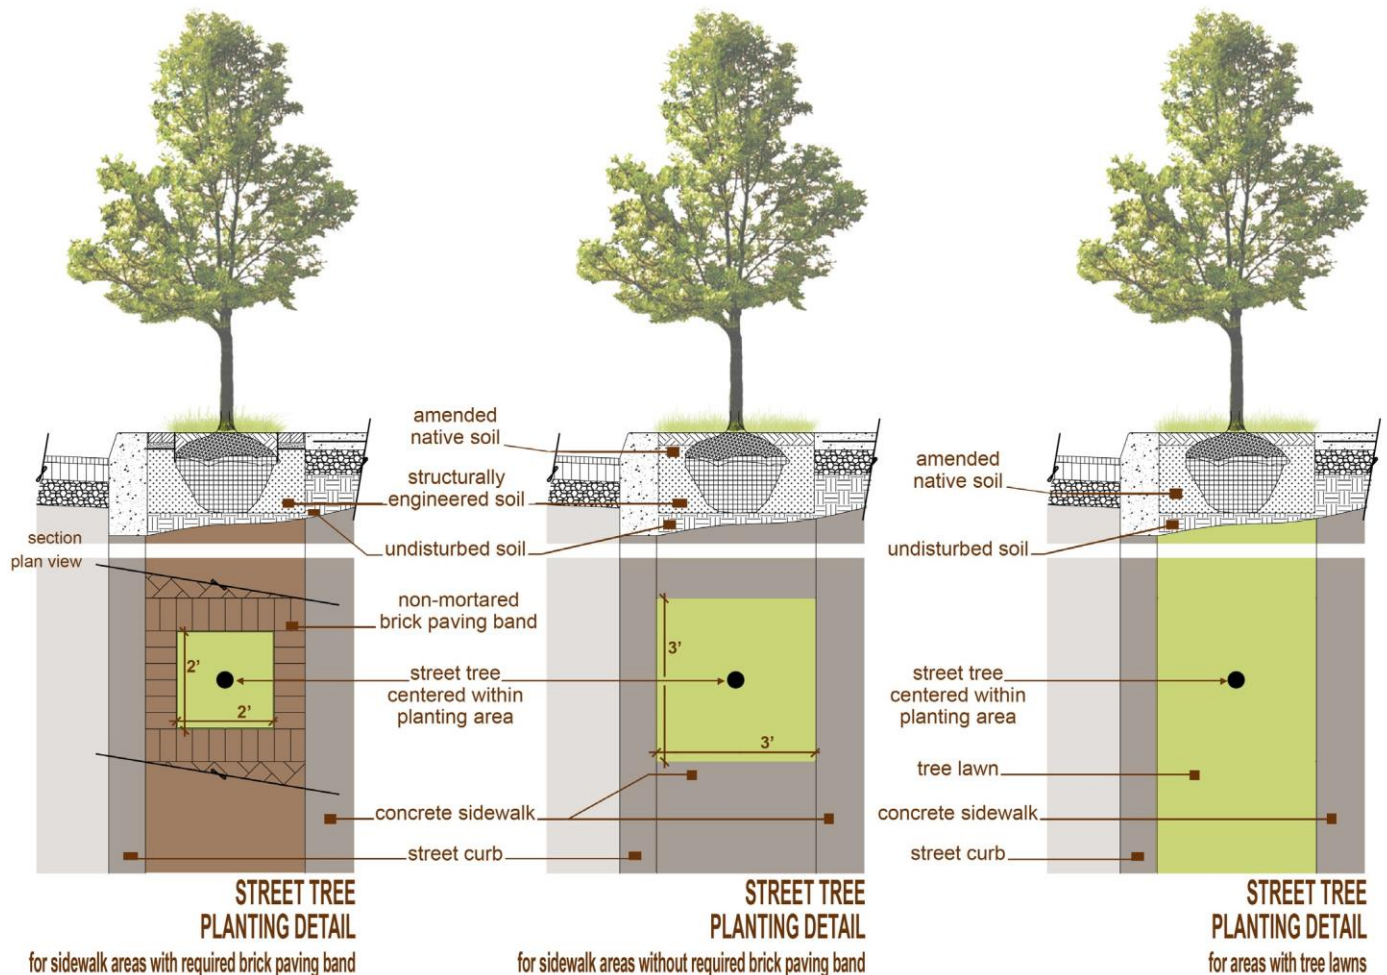 amended
native soil
structurally
engineered soil
undisturbed soil
section
plan view
non-mortared
brick paving band
2'
2'
street tree
centered within
planting area
concrete sidewalk
street curb
STREET TREE
PLANTING DETAIL
for sidewalk areas with required brick paving band
3'
3'
STREET TREE
PLANTING DETAIL
for sidewalk areas without required brick paving band
amended
native soil
undisturbed soil
street tree
centered within
planting area
tree lawn
concrete sidewalk
street curb
STREET TREE
PLANTING DETAIL
for areas with tree lawns